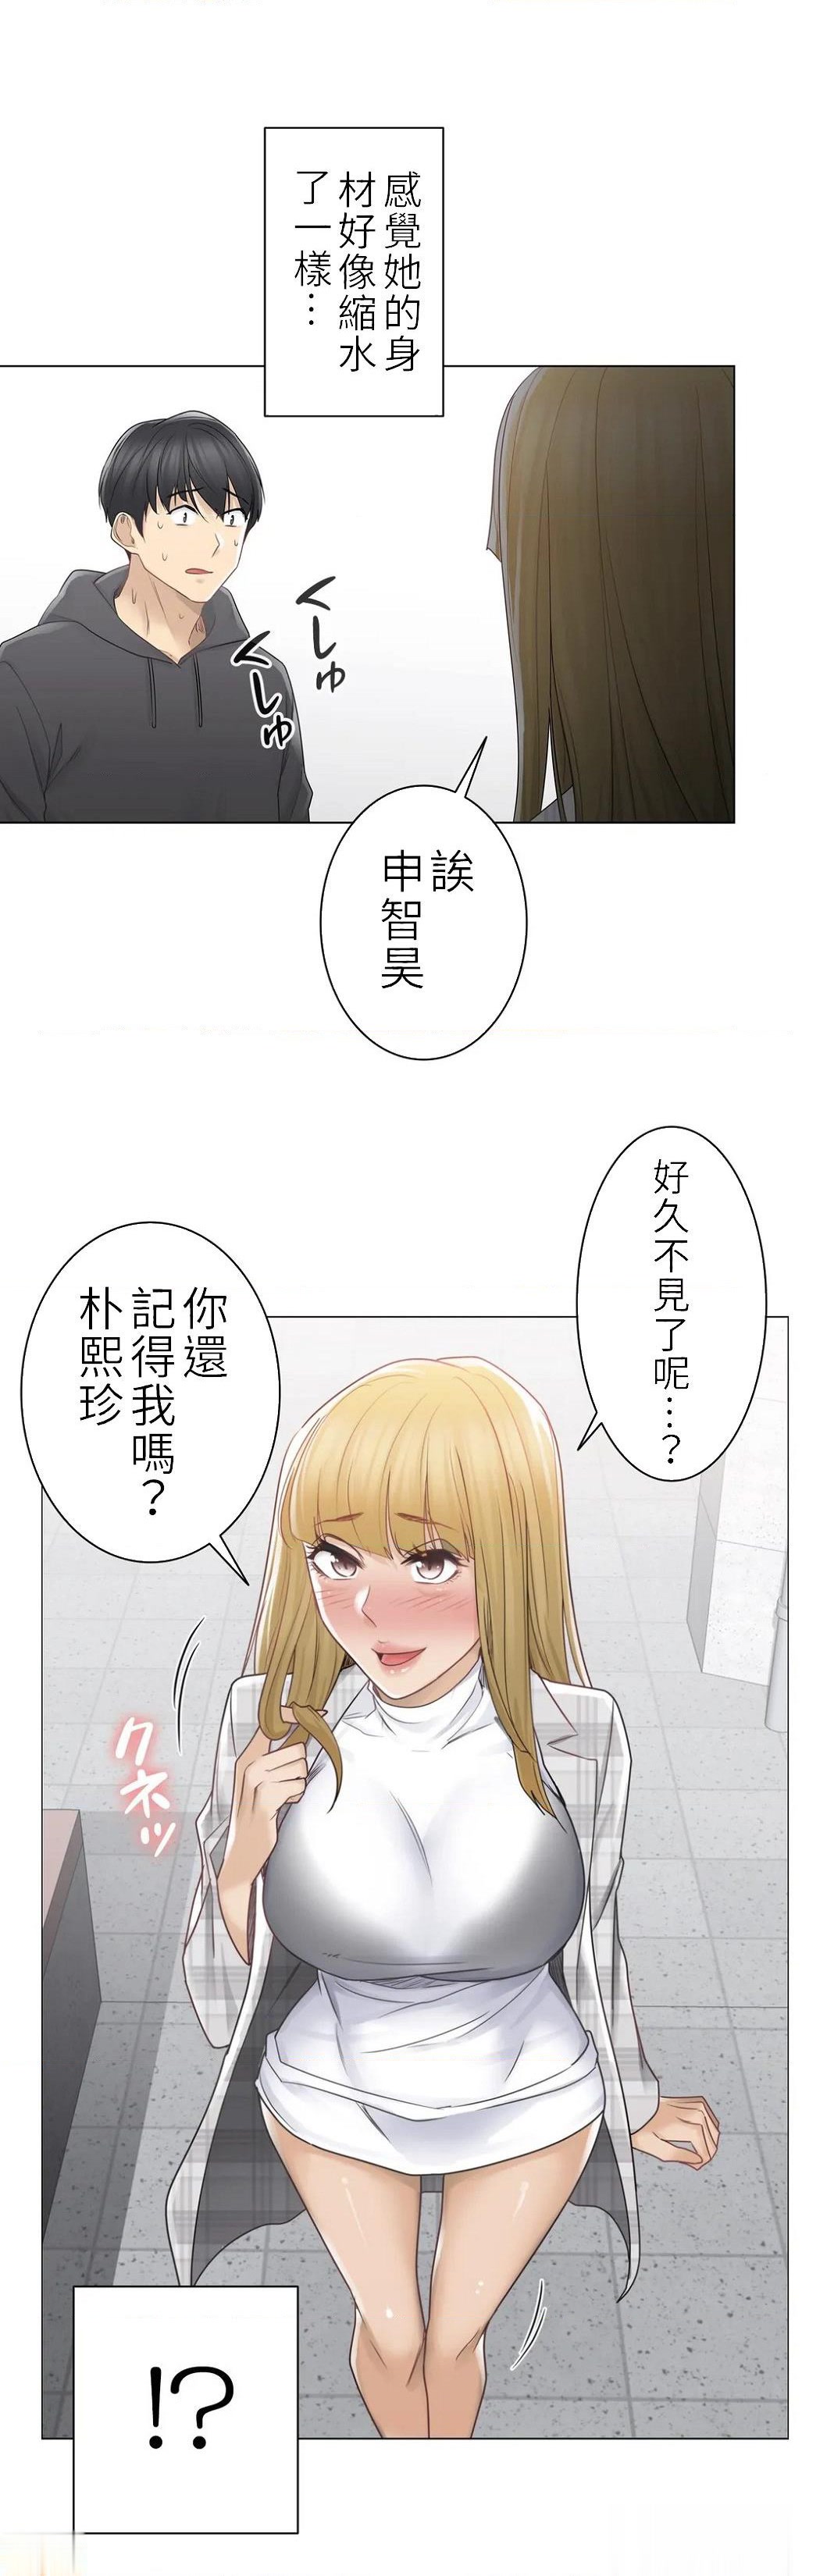 感覺她的身
材好像縮水
了一樣…
くしゅ
くしゅ
誒
申智昊
好久不見了呢…?
你還
記得我嗎?
朴熙珍
クネッ
!?